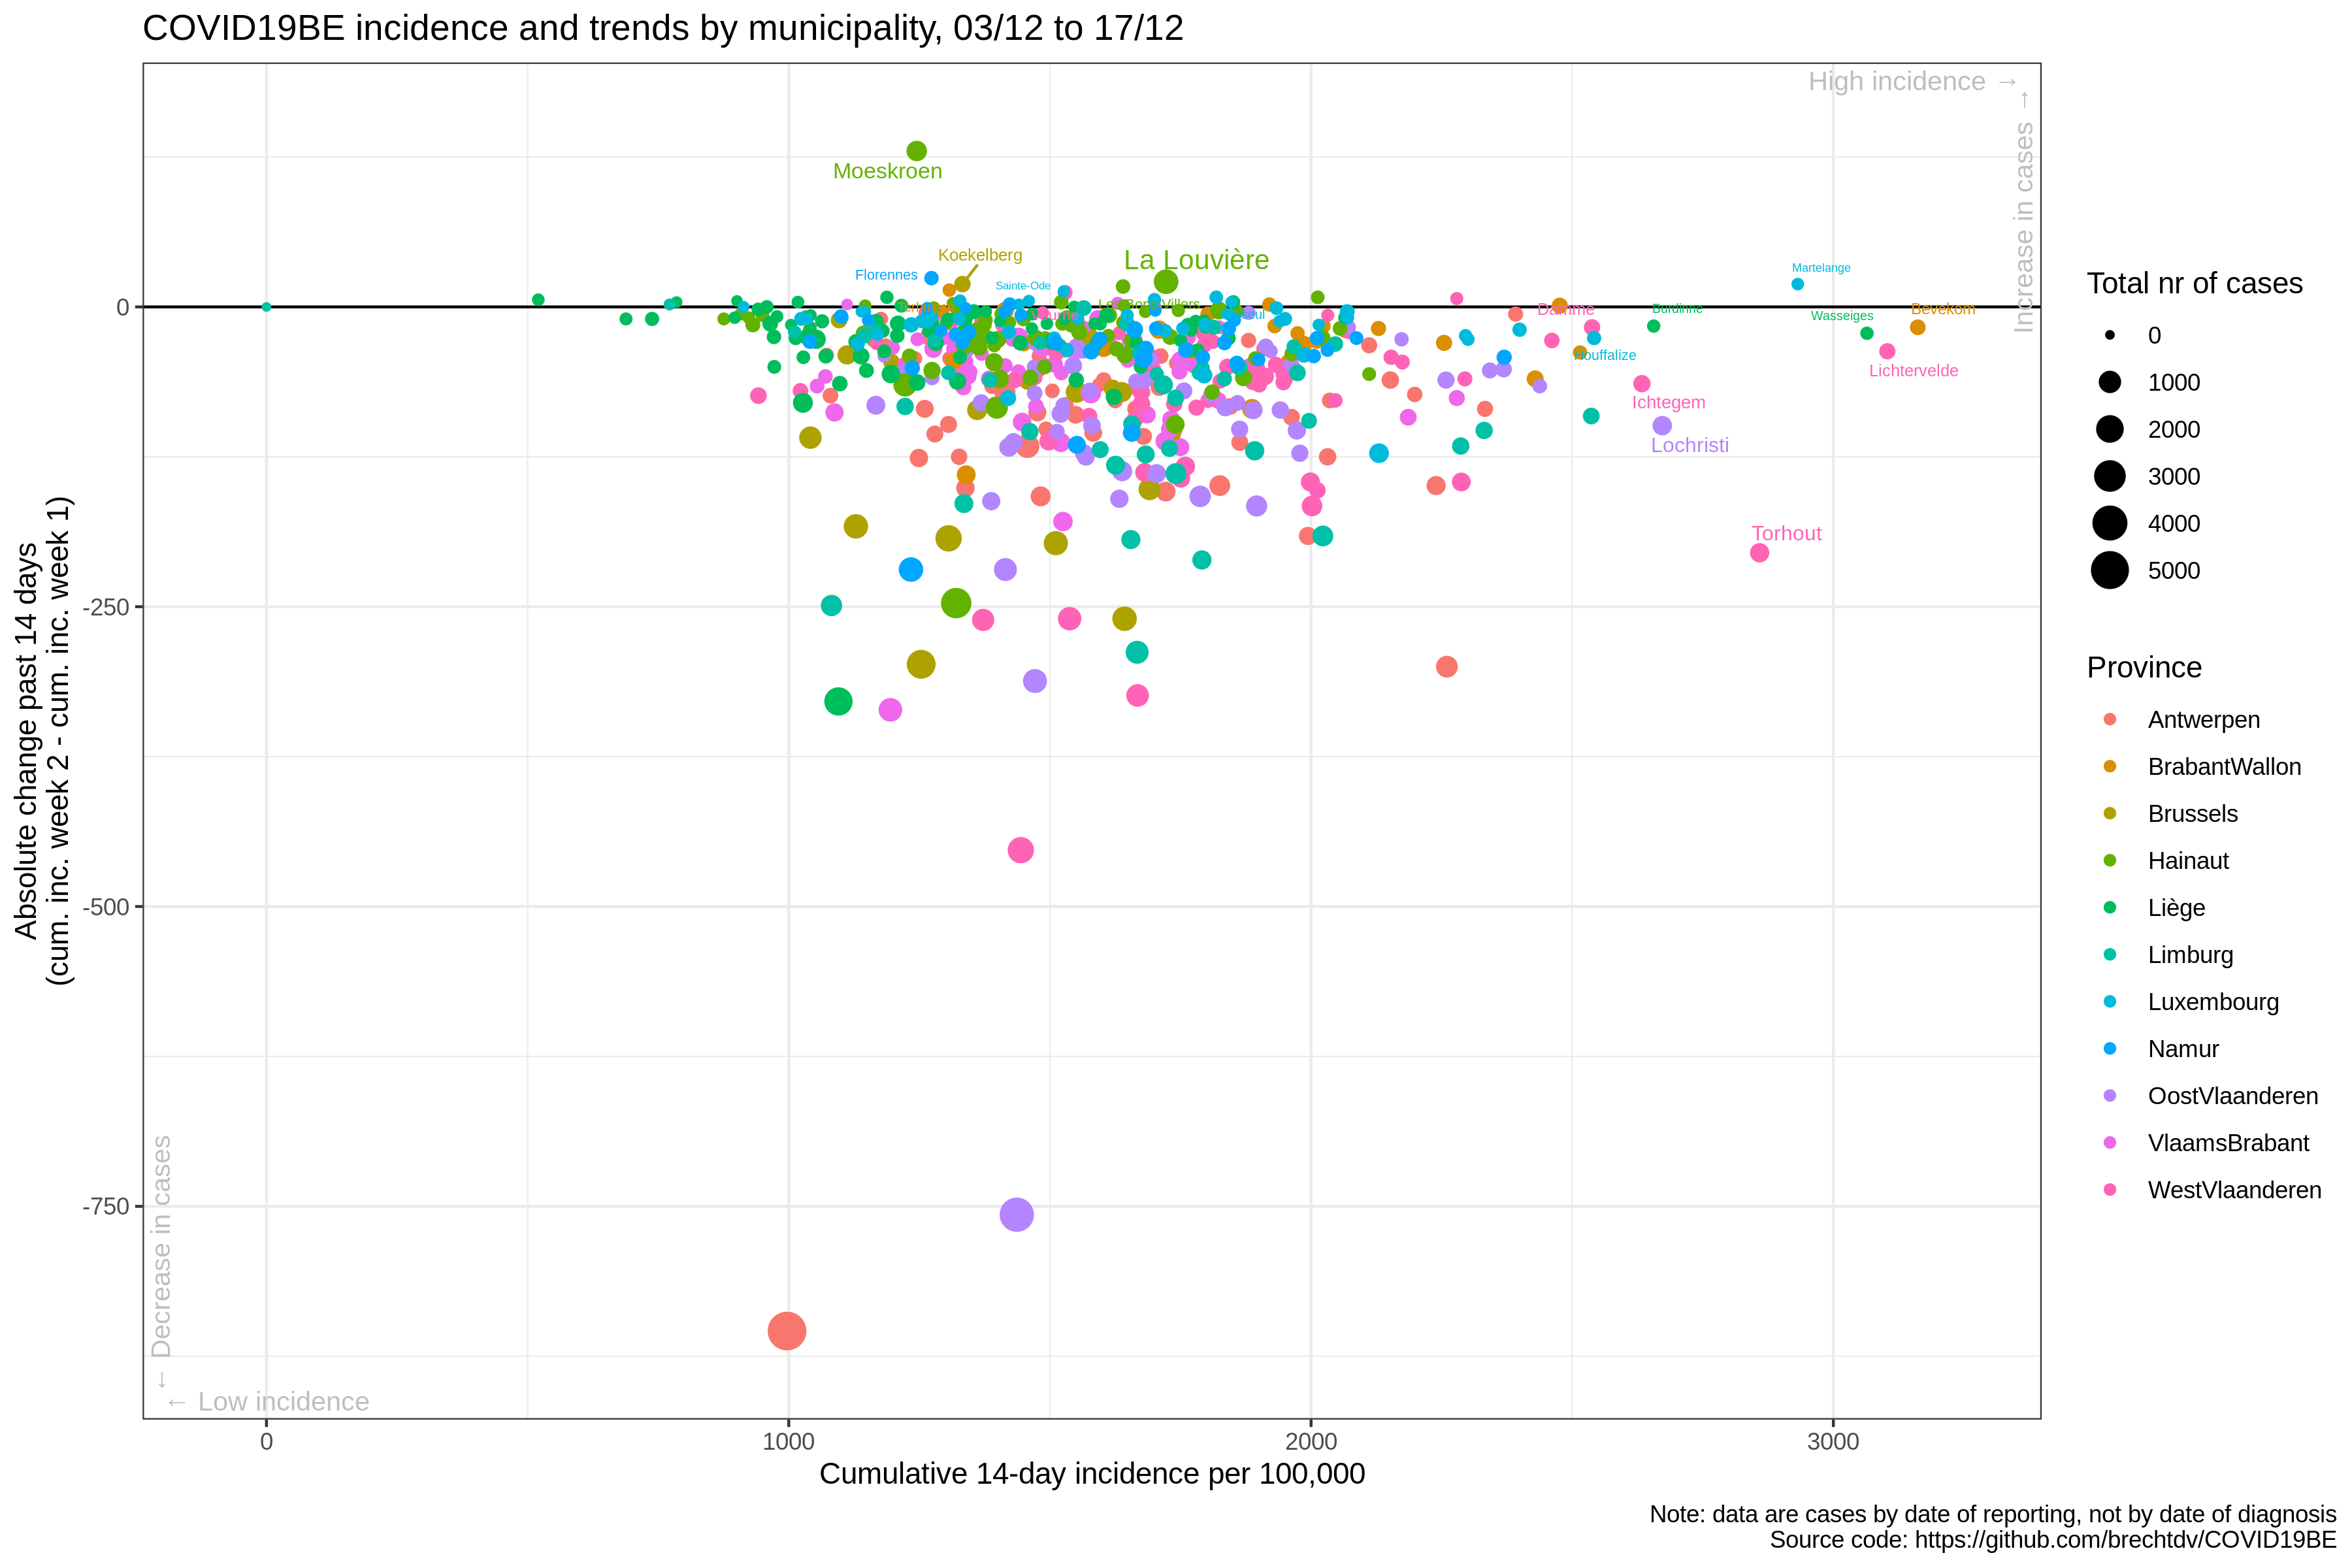 COVID19BE incidence and trends by municipality, 03/12 to 17/12
High incidence →
Increase in cases →
Moeskroen
Koekelberg
La Louvière
Florennes
Sainte-Ode
Martelange
Damme
Burdinne
Wasseiges
Bevekom
Houffalize
Lichtervelde
Ichtegem
Lochristi
Torhout
0
-250
-500
-750
Absolute change past 14 days
(cum. inc. week 2 - cum. inc. week 1)
← Decrease in cases
← Low incidence
0
1000
2000
3000
Cumulative 14-day incidence per 100,000
Total nr of cases
0
1000
2000
3000
4000
5000
Province
Antwerpen
BrabantWallon
Brussels
Hainaut
Liège
Limburg
Luxembourg
Namur
OostVlaanderen
VlaamsBrabant
WestVlaanderen
Note: data are cases by date of reporting, not by date of diagnosis
Source code: https://github.com/brechtdv/COVID19BE